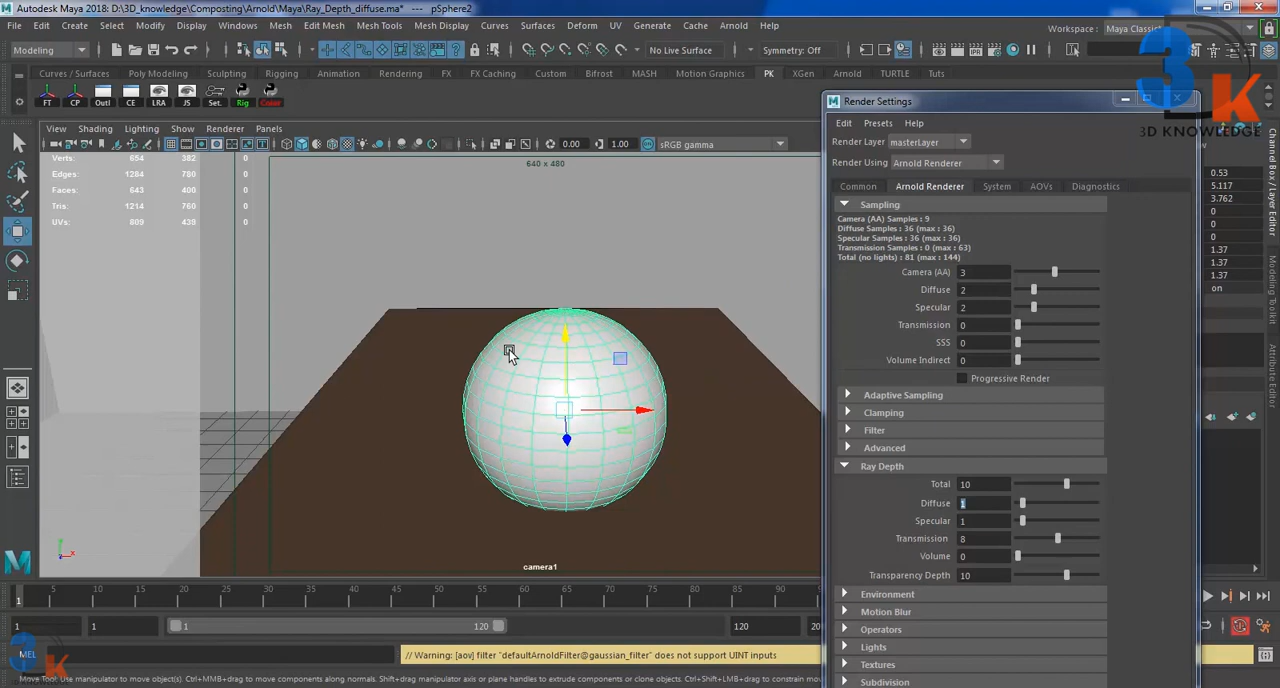 Autodesk Maya 2018: D:\3D_knowledge\Composting\Arnold\Maya\Ray_Depth_diffuse.ma* --- pSphere2
File Edit Create Select Modify Display Windows Mesh Edit Mesh Mesh Tools Mesh Display Curves Surfaces Deform UV Generate Cache Arnold Help
Workspace : Maya Classic
Modeling No Live Surface Symmetry: Off
Curves / Surfaces Poly Modeling Sculpting Rigging Animation Rendering FX FX Caching Custom Bifrost MASH Motion Graphics PK XGen Arnold TURTLE Tuts
FT CP Outl CE LRA JS Set. Rig Color
3K
3D KNOWLEDGE
View Shading Lighting Show Renderer Panels
0.00 1.00 sRGB gamma
Verts: 654 382 0
Edges: 1284 780 0
Faces: 643 400 0
Tris: 1214 760 0
UVs: 809 439 0
640 x 480
camera1
Render Settings
Edit Presets Help
Render Layer masterLayer
Render Using Arnold Renderer
Common Arnold Renderer System AOVs Diagnostics
Sampling
Camera (AA) Samples : 9
Diffuse Samples : 36 (max : 36)
Specular Samples : 36 (max : 36)
Transmission Samples : 0 (max : 63)
Total (no lights) : 81 (max : 144)
Camera (AA) 3
Diffuse 2
Specular 2
Transmission 0
SSS 0
Volume Indirect 0
Progressive Render
Adaptive Sampling
Clamping
Filter
Advanced
Ray Depth
Total 10
Diffuse 1
Specular 1
Transmission 8
Volume 0
Transparency Depth 10
Environment
Motion Blur
Operators
Lights
Textures
Subdivision
0.53
5.117
3.762
0
0
0
1.37
1.37
1.37
on
Channel Box / Layer Editor
Modeling Toolkit
Attribute Editor
5 10 15 20 25 30 35 40 45 50 55 60 65 70 75 80 85
1
1 1 1 120 120
3K
MEL
// Warning: [aov] filter "defaultArnoldFilter@gaussian_filter" does not support UINT inputs
Move Tool: Use manipulator to move object(s). Ctrl+MMB+drag to move components along normals. Shift+drag manipulator axis or plane handles to extrude components or clone objects. Ctrl+Shift+LMB+drag to constrain mov